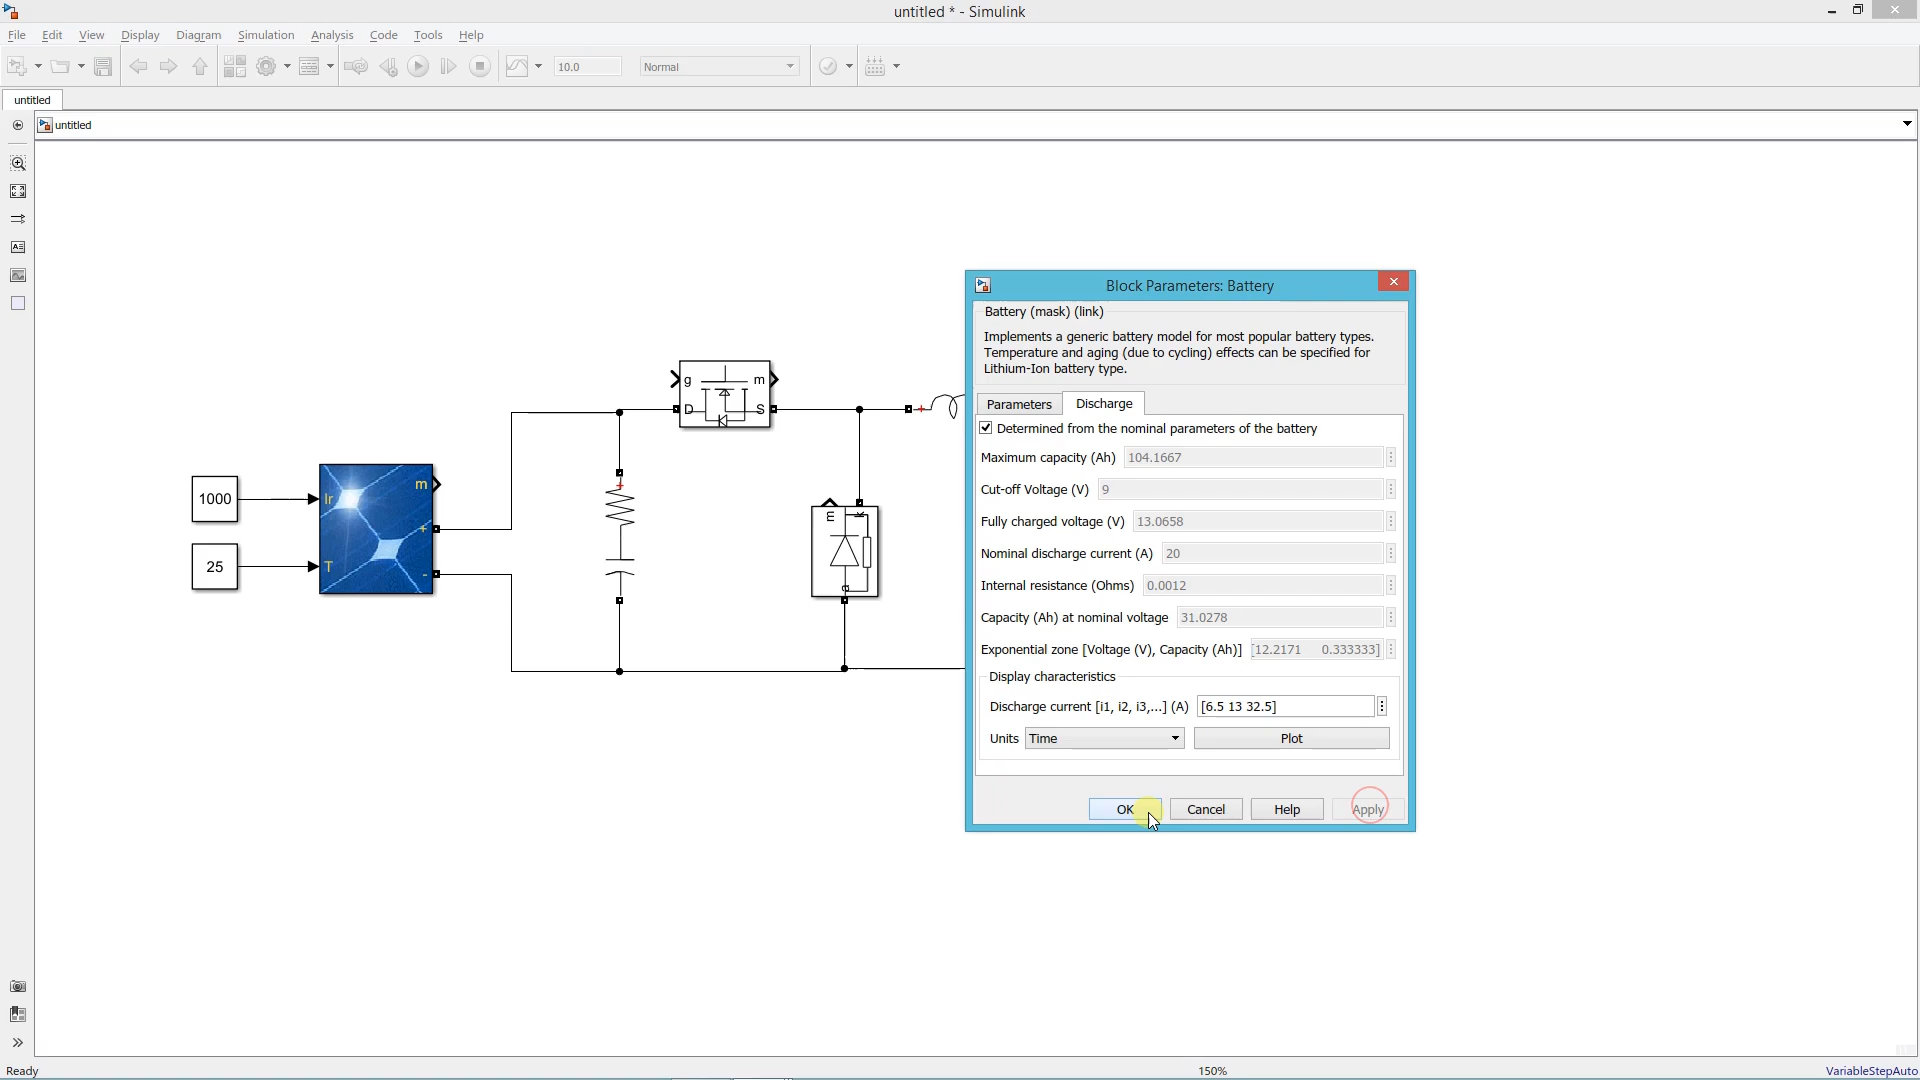 untitled * - Simulink
File Edit View Display Diagram Simulation Analysis Code Tools Help
10.0 Normal
untitled
untitled
Block Parameters: Battery
Battery (mask) (link)
Implements a generic battery model for most popular battery types.
Temperature and aging (due to cycling) effects can be specified for
Lithium-Ion battery type.
Parameters Discharge
Determined from the nominal parameters of the battery
Maximum capacity (Ah) 104.1667
Cut-off Voltage (V) 9
Fully charged voltage (V) 13.0658
Nominal discharge current (A) 20
Internal resistance (Ohms) 0.0012
Capacity (Ah) at nominal voltage 31.0278
Exponential zone [Voltage (V), Capacity (Ah)] [12.2171 0.333333]
Display characteristics
Discharge current [i1, i2, i3,...] (A) [6.5 13 32.5]
Units Time Plot
OK Cancel Help Apply
g m
D S
+
1000 Ir m
+
25 T -
+
m k
a
Ready 150% VariableStepAuto